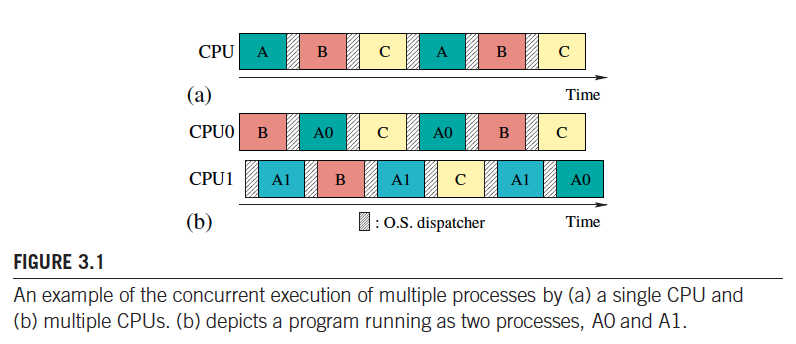 CPU A B C A B C
(a) Time
CPU0 B A0 C A0 B C
CPU1 A1 B A1 C A1 A0
(b) : O.S. dispatcher Time
FIGURE 3.1
An example of the concurrent execution of multiple processes by (a) a single CPU and
(b) multiple CPUs. (b) depicts a program running as two processes, A0 and A1.